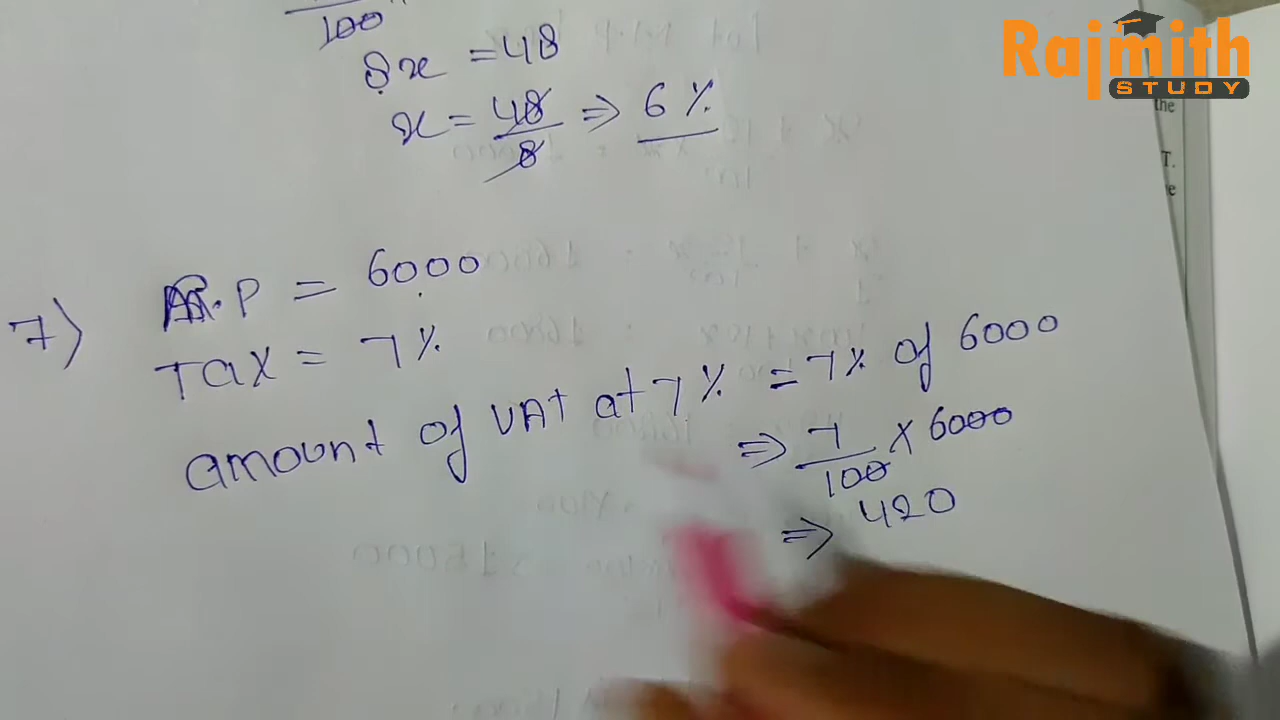 Rajmith
STUDY
the
T.
e
100
8x = 48
x = 48/8 ⇒ 6%
7) R.P = 6000
Tax = 7%
amount of VAT at 7% = 7% of 6000
⇒ 7/100 × 6000
⇒ 420